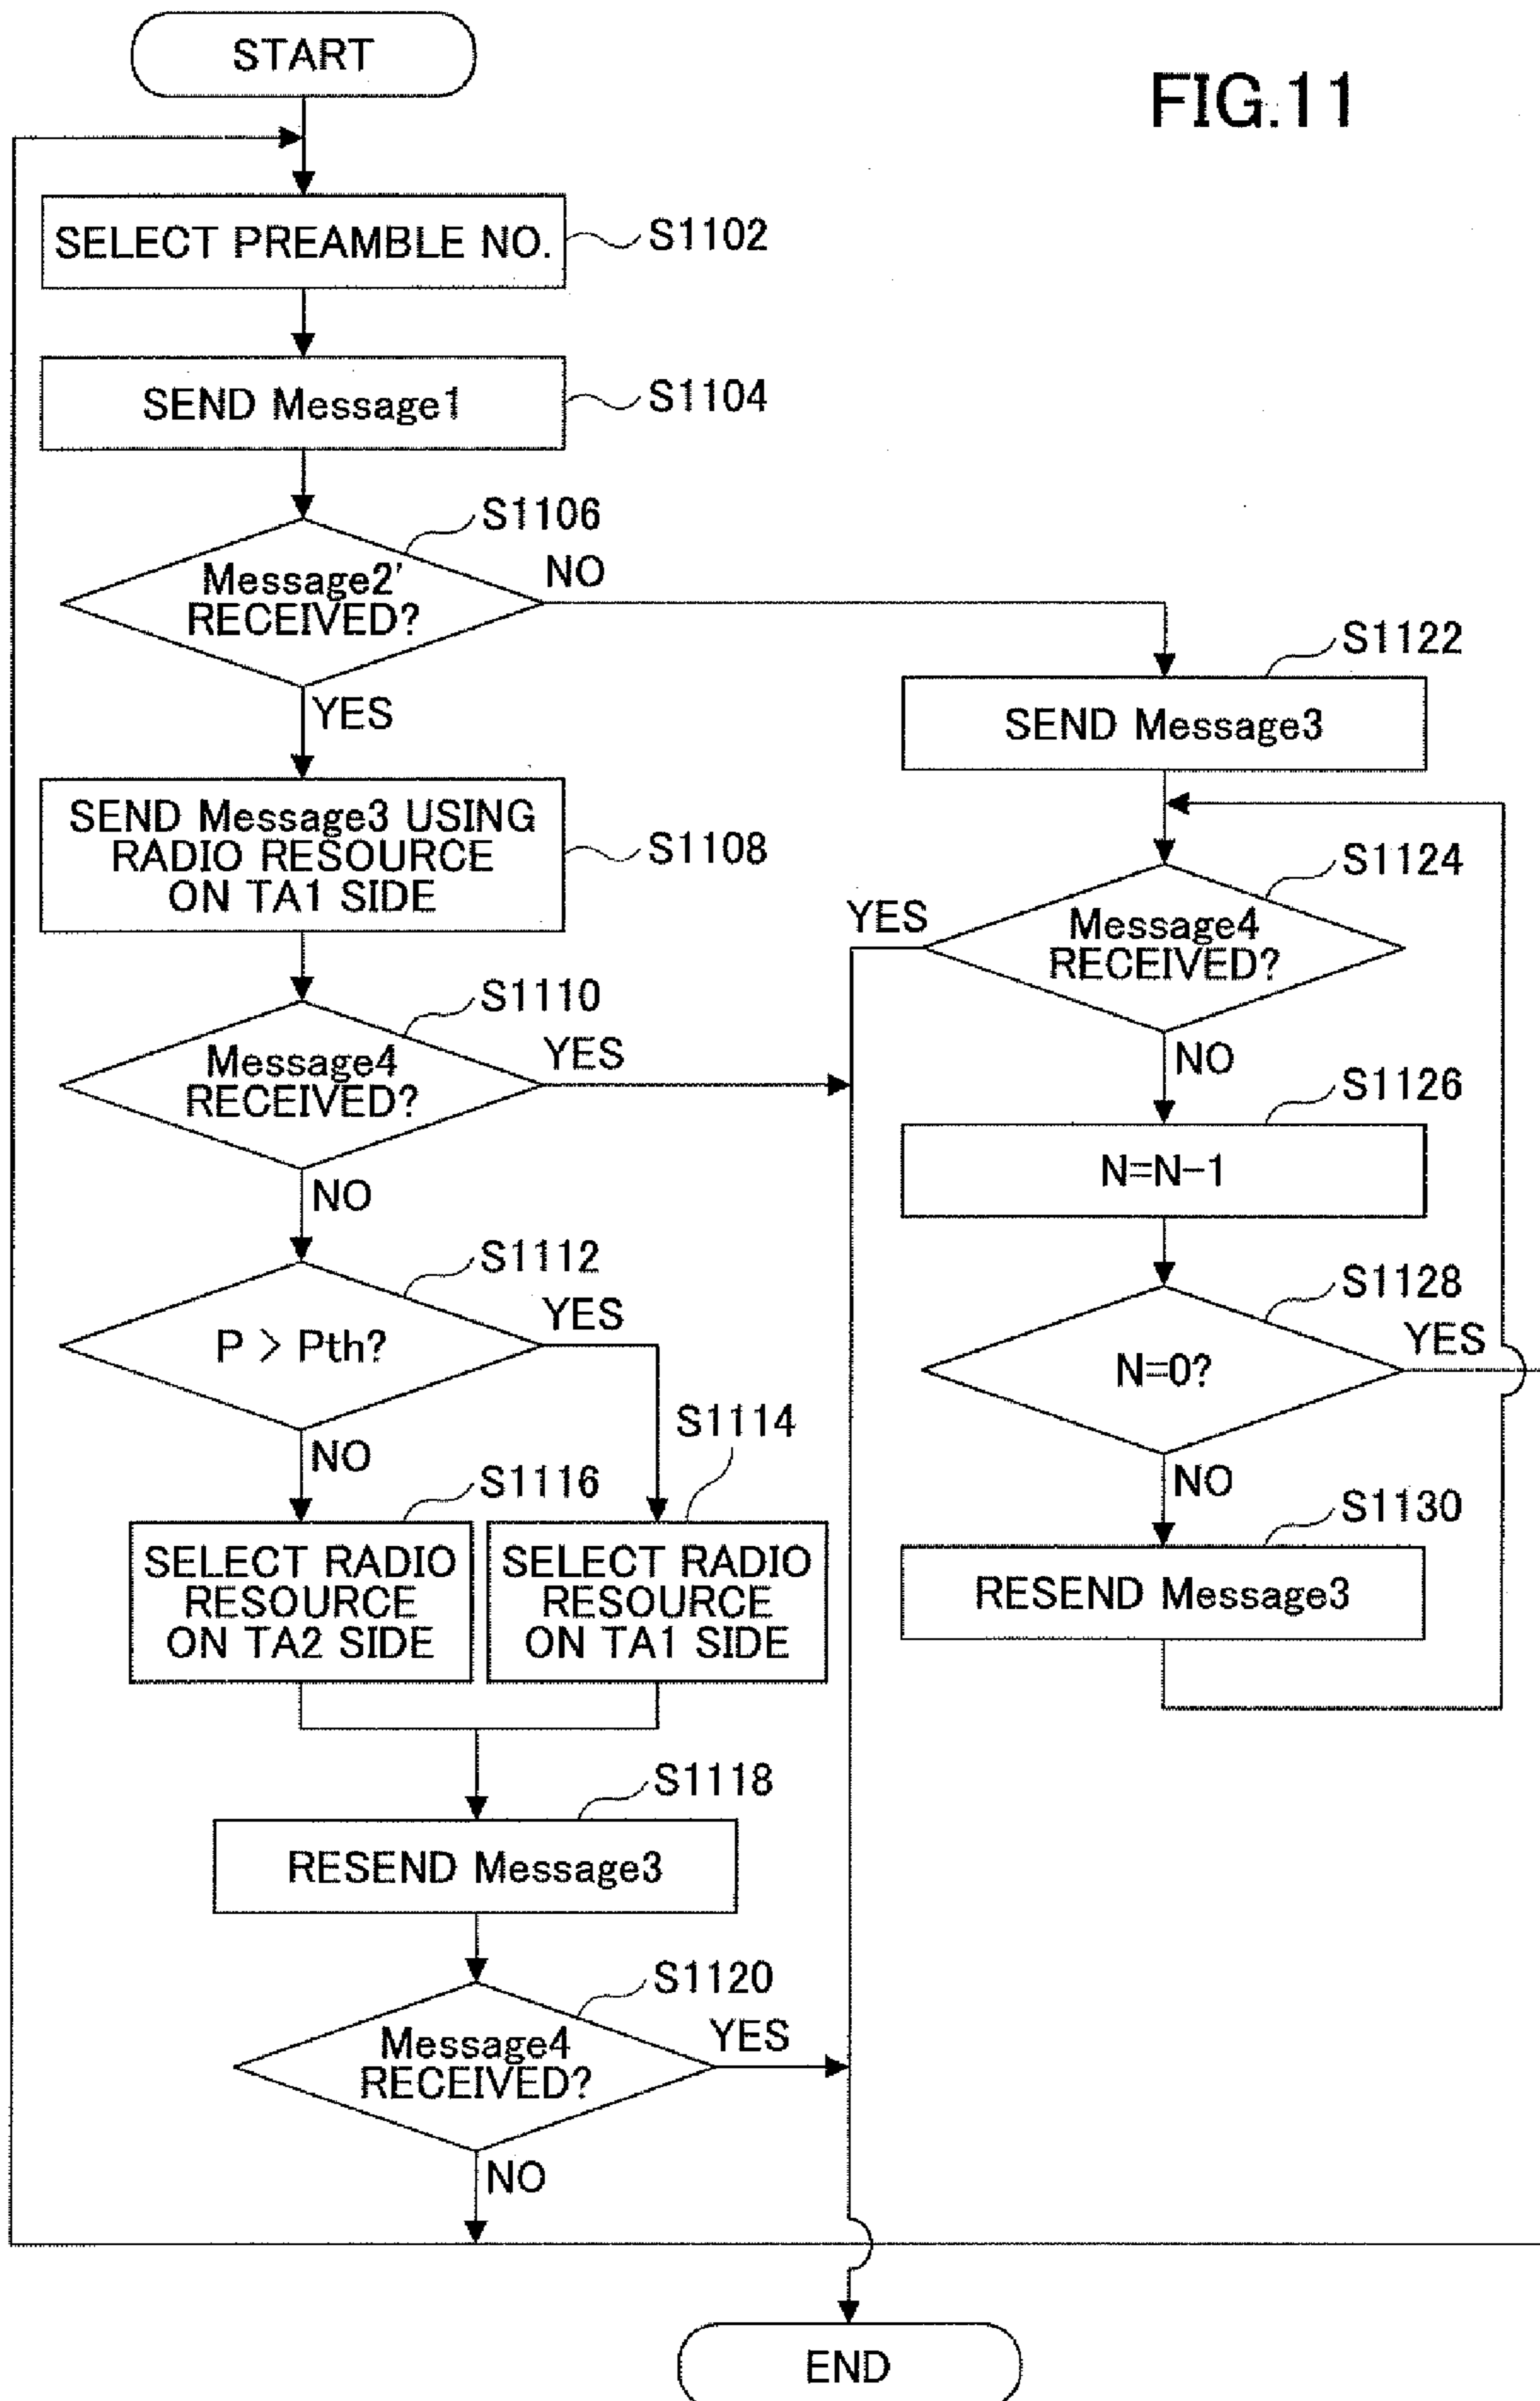 FIG.11
START
SELECT PREAMBLE NO.
S1102
SEND Message1
S1104
S1106
Message2'
RECEIVED?
NO
YES
SEND Message3 USING
RADIO RESOURCE
ON TA1 SIDE
S1108
S1110
Message4
RECEIVED?
YES
NO
S1112
P > Pth?
YES
NO
S1114
S1116
SELECT RADIO
RESOURCE
ON TA2 SIDE
SELECT RADIO
RESOURCE
ON TA1 SIDE
S1118
RESEND Message3
S1120
Message4
RECEIVED?
YES
NO
S1122
SEND Message3
S1124
Message4
RECEIVED?
YES
NO
S1126
N=N-1
S1128
N=0?
YES
NO
S1130
RESEND Message3
END